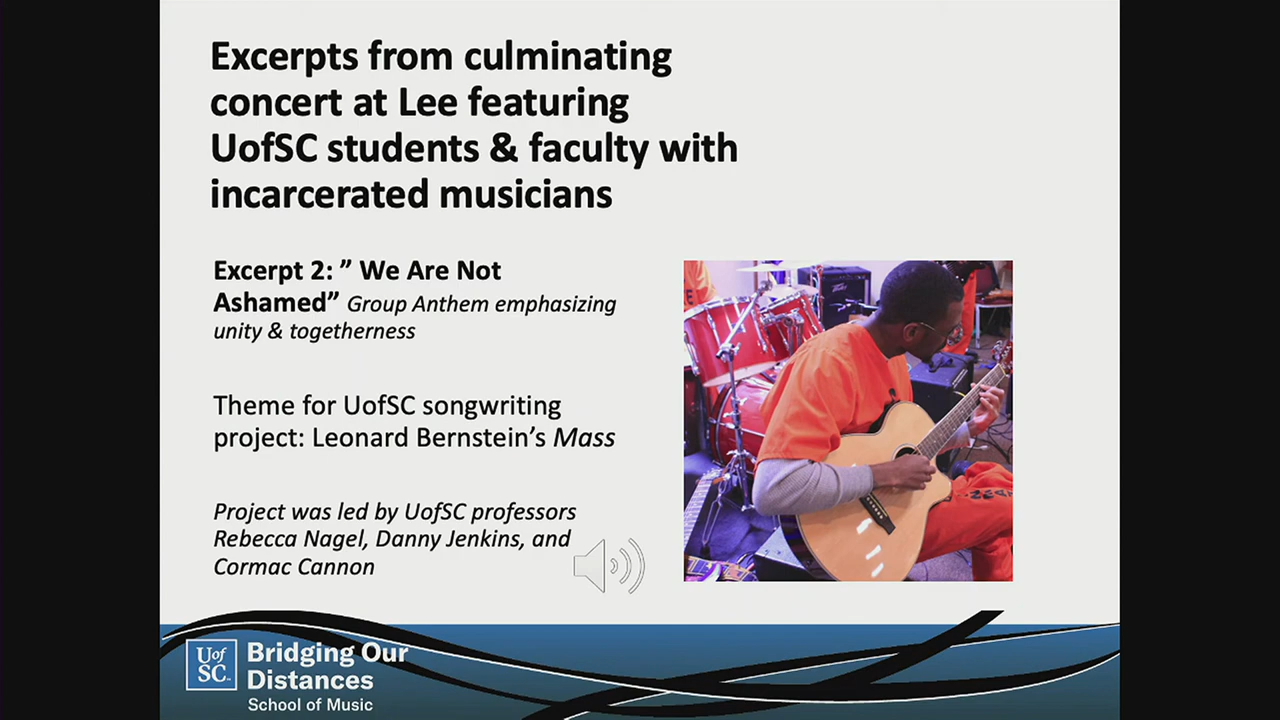 Excerpts from culminating
concert at Lee featuring
UofSC students & faculty with
incarcerated musicians
Excerpt 2: ” We Are Not
Ashamed” Group Anthem emphasizing
unity & togetherness
Theme for UofSC songwriting
project: Leonard Bernstein’s Mass
Project was led by UofSC professors
Rebecca Nagel, Danny Jenkins, and
Cormac Cannon
UofSC
Bridging Our
Distances
School of Music